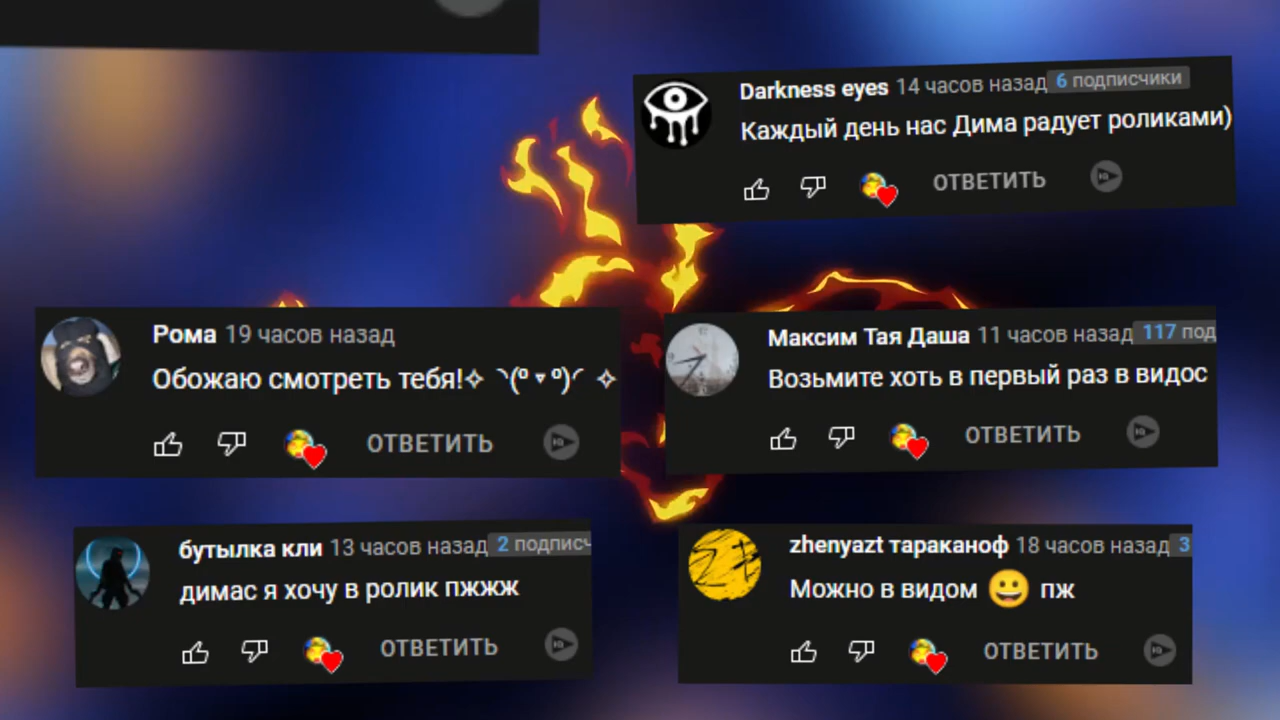 Darkness eyes 14 часов назад 6 подписчики
Каждый день нас Дима радует роликами)
ОТВЕТИТЬ
Рома 19 часов назад
Обожаю смотреть тебя!✧ ◝(⁰▿⁰)◜ ✧
ОТВЕТИТЬ
Максим Тая Даша 11 часов назад 117 под
Возьмите хоть в первый раз в видос
ОТВЕТИТЬ
бутылка кли 13 часов назад 2 подписч
димас я хочу в ролик пжжж
ОТВЕТИТЬ
zhenyazt тараканоф 18 часов назад 3
Можно в видом 😀 пж
ОТВЕТИТЬ